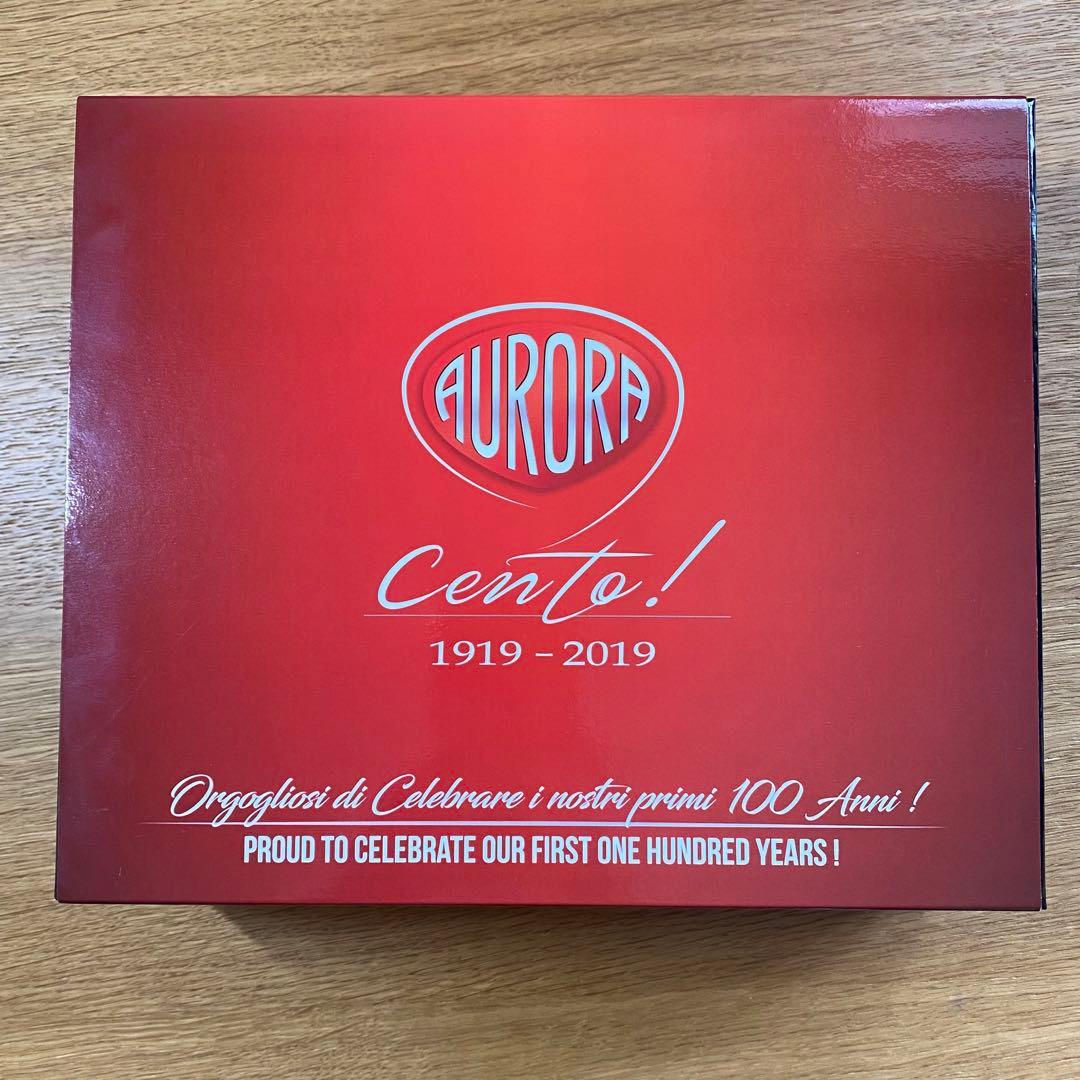 AURORA
Cento!
1919 – 2019
Orgogliosi di Celebrare i nostri primi 100 Anni !
PROUD TO CELEBRATE OUR FIRST ONE HUNDRED YEARS !